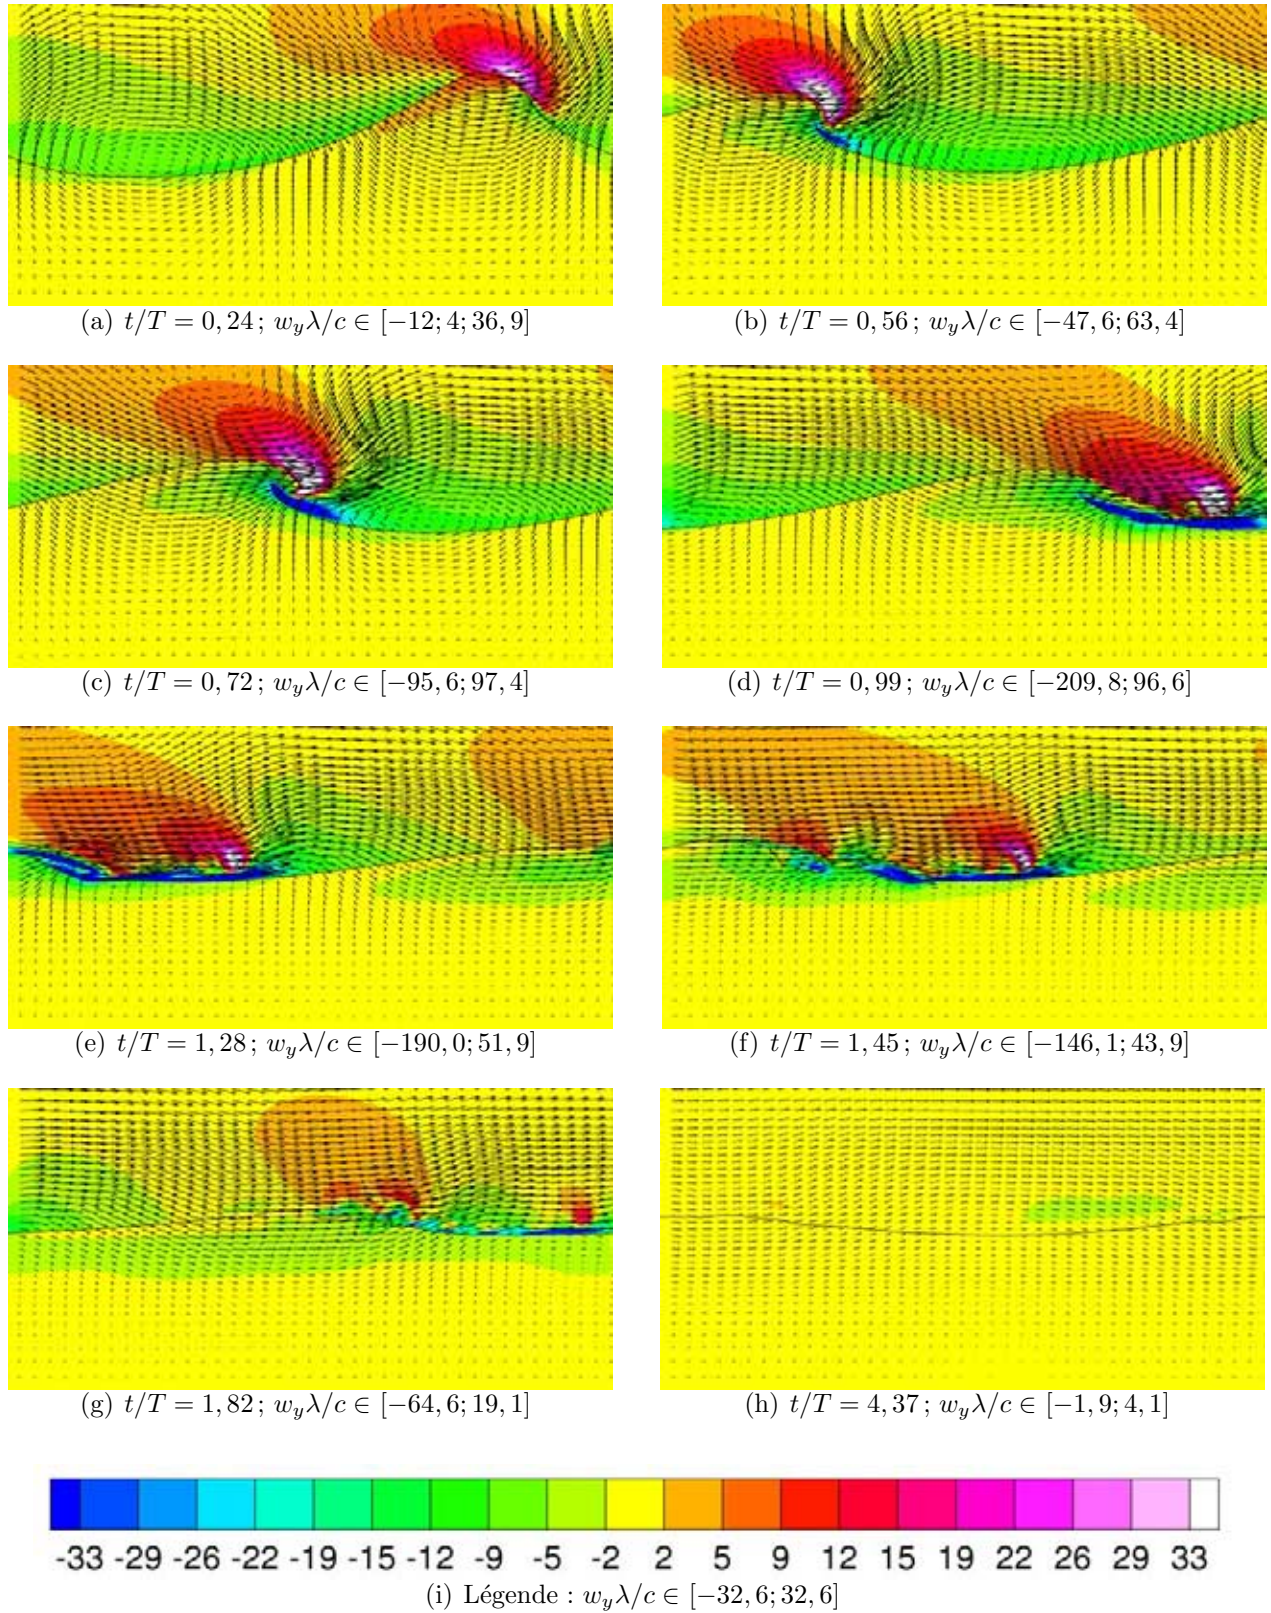 (a) t/T = 0, 24 ; w_yλ/c ∈ [−12; 4; 36, 9]
(b) t/T = 0, 56 ; w_yλ/c ∈ [−47, 6; 63, 4]
(c) t/T = 0, 72 ; w_yλ/c ∈ [−95, 6; 97, 4]
(d) t/T = 0, 99 ; w_yλ/c ∈ [−209, 8; 96, 6]
(e) t/T = 1, 28 ; w_yλ/c ∈ [−190, 0; 51, 9]
(f) t/T = 1, 45 ; w_yλ/c ∈ [−146, 1; 43, 9]
(g) t/T = 1, 82 ; w_yλ/c ∈ [−64, 6; 19, 1]
(h) t/T = 4, 37 ; w_yλ/c ∈ [−1, 9; 4, 1]
-33 -29 -26 -22 -19 -15 -12 -9 -5 -2 2 5 9 12 15 19 22 26 29 33
(i) Légende : w_yλ/c ∈ [−32, 6; 32, 6]